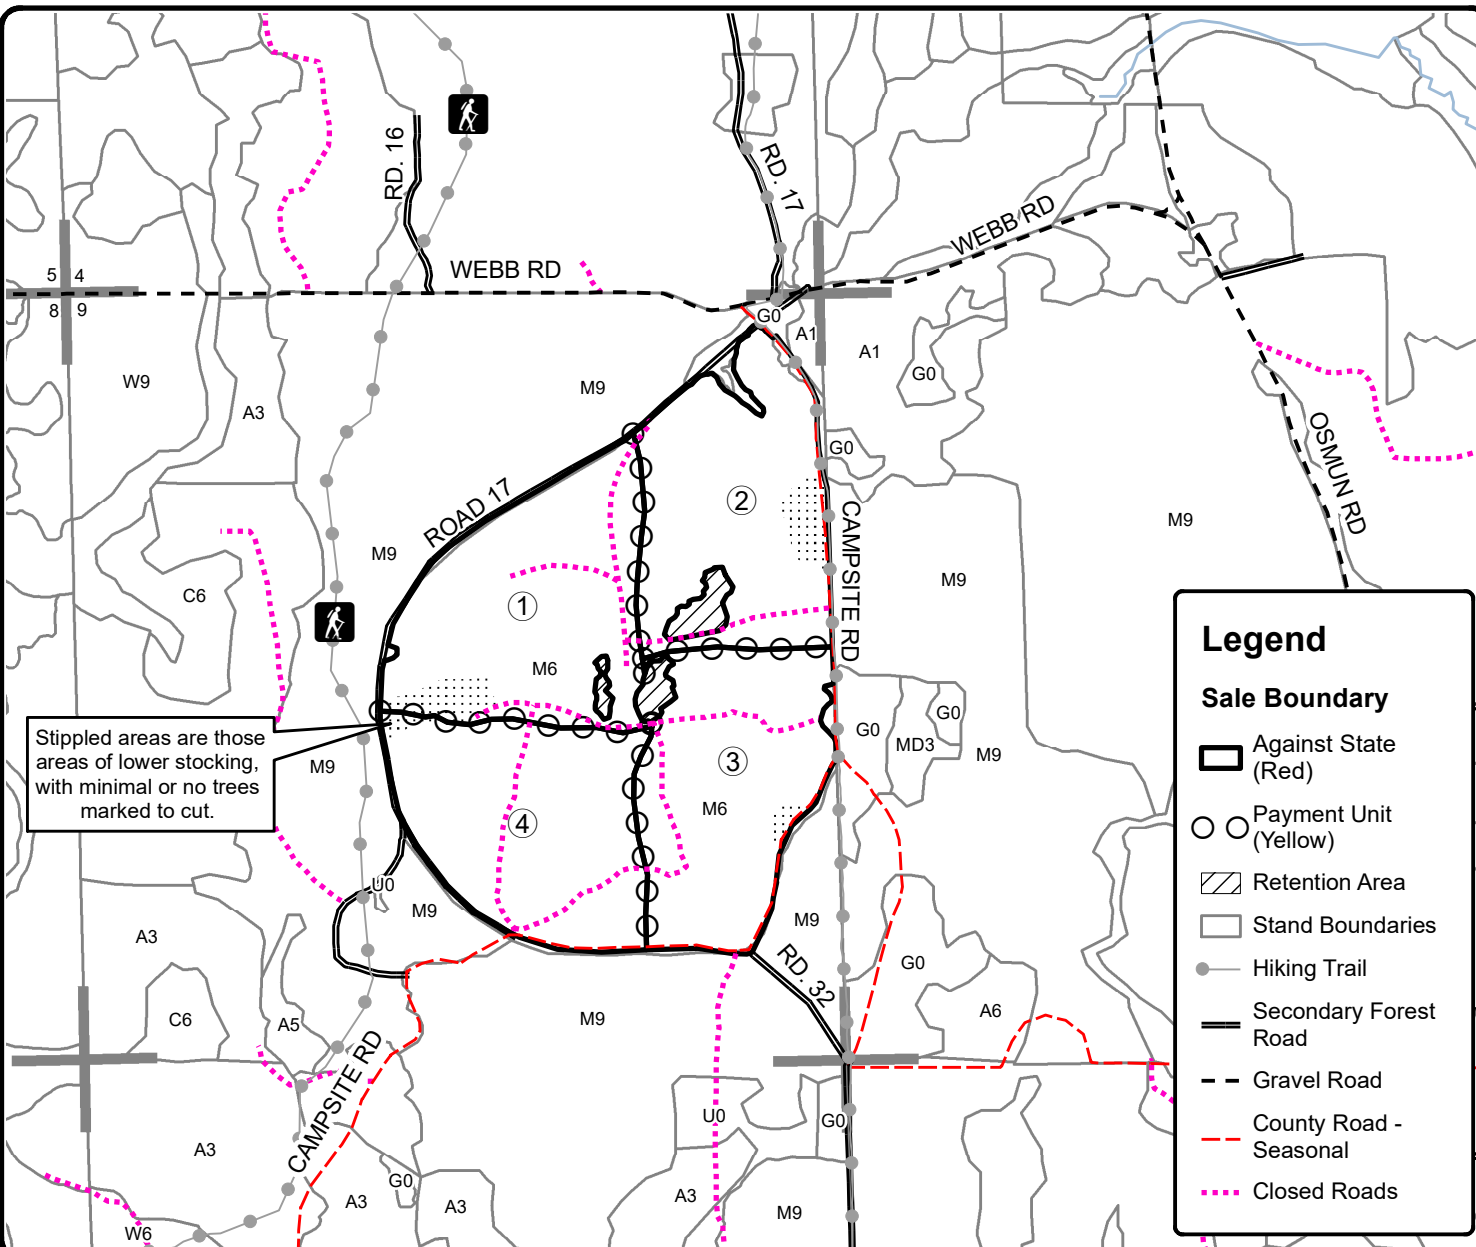 RD. 16
RD. 17
WEBB RD
WEBB RD
5 4
8 9
G0
A1
A1
W9
A3
M9
G0
OSMUN RD
G0
ROAD 17
2
CAMPSITE RD
M9
M9
M9
C6
1
M6
Stippled areas are those
areas of lower stocking,
with minimal or no trees
marked to cut.
M9
G0
G0
MD3
M9
3
M6
4
U0
M9
M9
A3
RD. 32
G0
C6
A5
M9
A6
CAMPSITE RD
U0
G0
A3
G0
A3
A3
A3
M9
W6
Legend
Sale Boundary
Against State
(Red)
Payment Unit
(Yellow)
Retention Area
Stand Boundaries
Hiking Trail
Secondary Forest
Road
Gravel Road
County Road -
Seasonal
Closed Roads